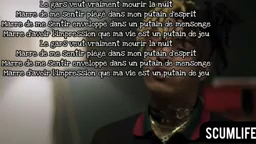 Le gars veut vraiment mourir la nuit
Marre de me sentir piégé dans mon putain d'esprit
Marre de me sentir enveloppé dans un putain de mensonge
Marre d'avoir l'impression que ma vie est un putain de jeu
Le gars veut vraiment mourir la nuit
Marre de me sentir piégé dans mon putain d'esprit
Marre de me sentir enveloppé dans un putain de mensonge
Marre d'avoir l'impression que ma vie est un putain de jeu
SCUMLIFE